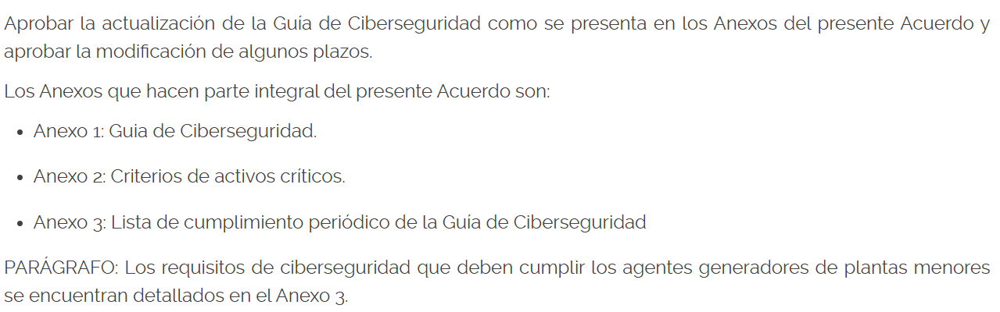 Aprobar la actualización de la Guía de Ciberseguridad como se presenta en los Anexos del presente Acuerdo y
aprobar la modificación de algunos plazos.
Los Anexos que hacen parte integral del presente Acuerdo son:
• Anexo 1: Guia de Ciberseguridad.
• Anexo 2: Criterios de activos críticos.
• Anexo 3: Lista de cumplimiento periódico de la Guía de Ciberseguridad
PARÁGRAFO: Los requisitos de ciberseguridad que deben cumplir los agentes generadores de plantas menores
se encuentran detallados en el Anexo 3.